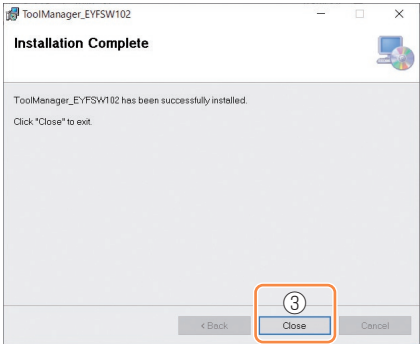 ToolManager_EYFSW102
Installation Complete
ToolManager_EYFSW102 has been successfully installed.
Click "Close" to exit.
③
< Back Close Cancel